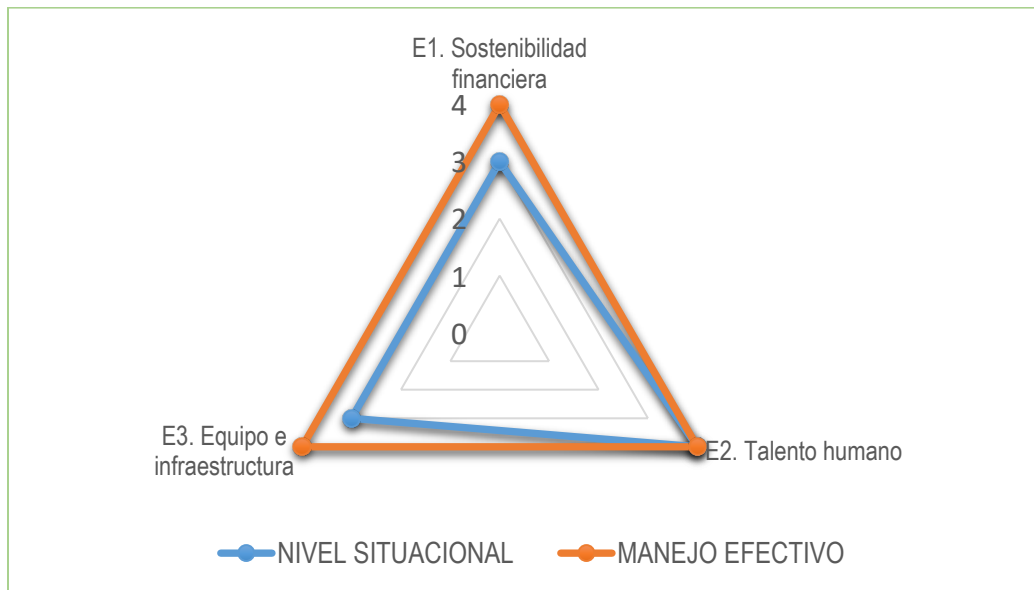 E1. Sostenibilidad
financiera
4
3
2
1
0
E3. Equipo e
infraestructura
E2. Talento humano
NIVEL SITUACIONAL
MANEJO EFECTIVO